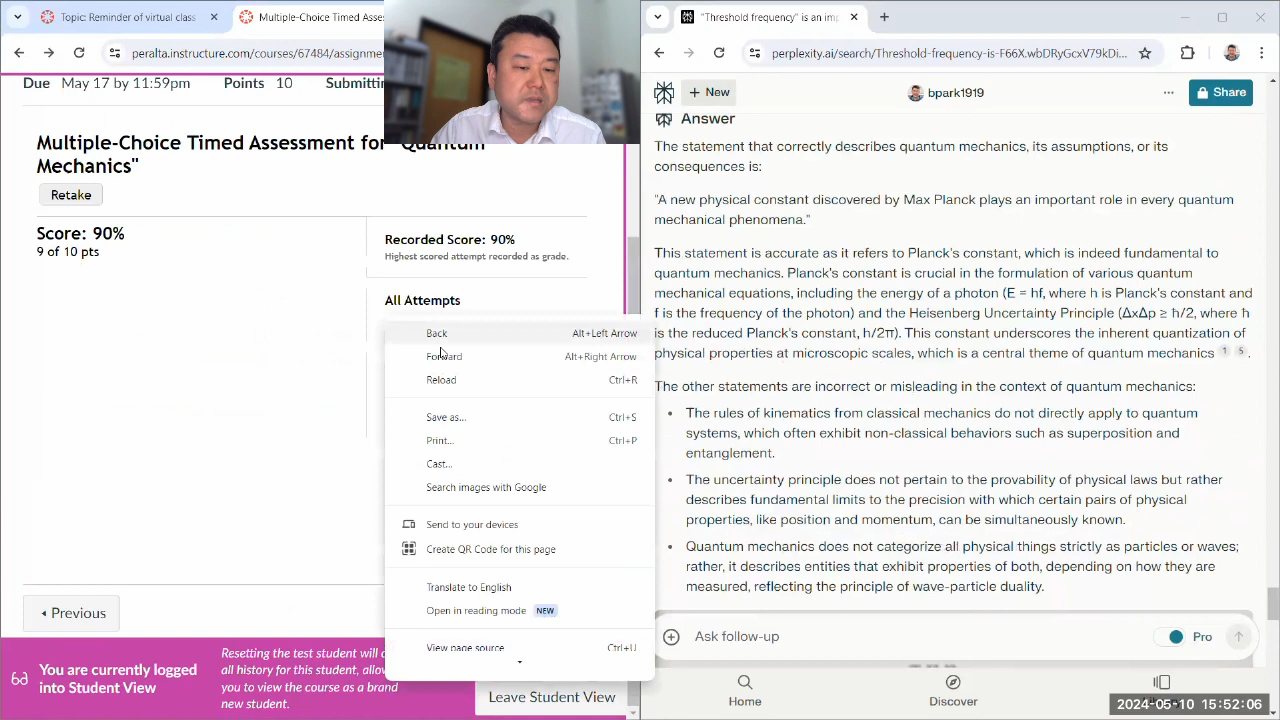 Topic Reminder of virtual class
Multiple-Choice Timed Asses
"Threshold frequency" is an im
peralta.instructure.com/courses/67484/assignme
perplexity.ai/search/Threshold-frequency-is-F66X.wbDRyGca79kDi...
Due May 17 by 11:59pm Points 10 Submittin
Multiple-Choice Timed Assessment for "Quantum
Mechanics"
Retake
Score: 90%
9 of 10 pts
Recorded Score: 90%
Highest scored attempt recorded as grade.
All Attempts
Back Alt+Left Arrow
Forward Alt+Right Arrow
Reload Ctrl+R
Save as... Ctrl+S
Print... Ctrl+P
Cast...
Search images with Google
Send to your devices
Create QR Code for this page
Translate to English
Open in reading mode NEW
View page source Ctrl+U
Previous
You are currently logged
into Student View
Resetting the test student will c
all history for this student, allow
you to view the course as a brand
new student.
Leave Student View
New
bpark1919
Share
Answer
The statement that correctly describes quantum mechanics, its assumptions, or its
consequences is:
"A new physical constant discovered by Max Planck plays an important role in every quantum
mechanical phenomena."
This statement is accurate as it refers to Planck's constant, which is indeed fundamental to
quantum mechanics. Planck's constant is crucial in the formulation of various quantum
mechanical equations, including the energy of a photon (E = hf, where h is Planck's constant and
f is the frequency of the photon) and the Heisenberg Uncertainty Principle (ΔxΔp ≥ ℏ/2, where ℏ
is the reduced Planck's constant, h/2π). This constant underscores the inherent quantization of
physical properties at microscopic scales, which is a central theme of quantum mechanics 1 5.
The other statements are incorrect or misleading in the context of quantum mechanics:
• The rules of kinematics from classical mechanics do not directly apply to quantum
systems, which often exhibit non-classical behaviors such as superposition and
entanglement.
• The uncertainty principle does not pertain to the provability of physical laws but rather
describes fundamental limits to the precision with which certain pairs of physical
properties, like position and momentum, can be simultaneously known.
• Quantum mechanics does not categorize all physical things strictly as particles or waves;
rather, it describes entities that exhibit properties of both, depending on how they are
measured, reflecting the principle of wave-particle duality.
Ask follow-up
Pro
Home
Discover
2024-05-10 15:52:06